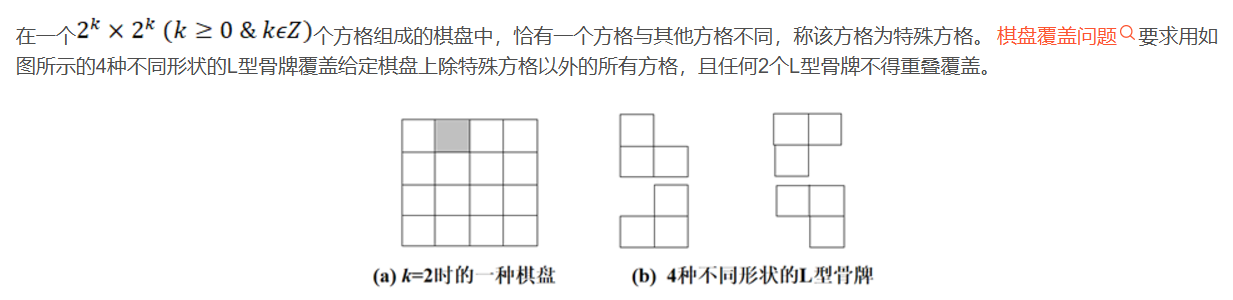 在一个2^k × 2^k (k ≥ 0 & kϵZ)个方格组成的棋盘中，恰有一个方格与其他方格不同，称该方格为特殊方格。 棋盘覆盖问题 要求用如
图所示的4种不同形状的L型骨牌覆盖给定棋盘上除特殊方格以外的所有方格，且任何2个L型骨牌不得重叠覆盖。
(a) k=2时的一种棋盘 (b) 4种不同形状的L型骨牌